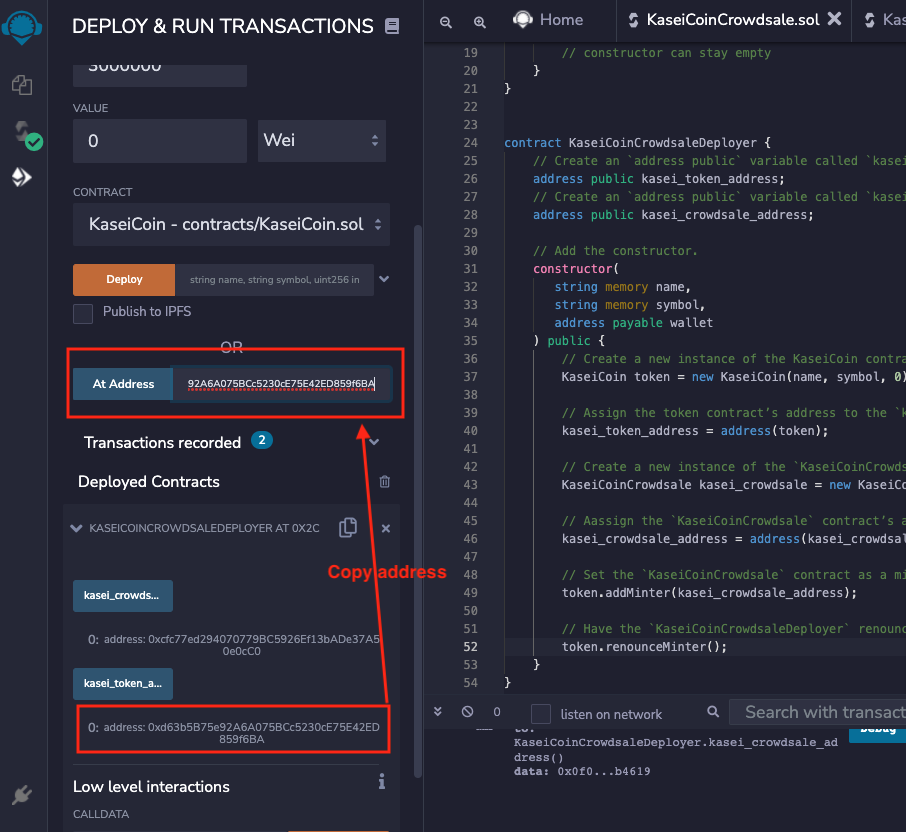 DEPLOY & RUN TRANSACTIONS
3000000
VALUE
0
Wei
CONTRACT
KaseiCoin - contracts/KaseiCoin.sol
Deploy
string name, string symbol, uint256 in
Publish to IPFS
OR
At Address
92A6A075BCc5230cE75E42ED859f6BA
Transactions recorded 2
Deployed Contracts
KASEICOINCROWDSALEDEPLOYER AT 0X2C
Copy address
kasei_crowds...
0: address: 0xcfc77ed294070779BC5926Ef13bADe37A5
0e0cC0
kasei_token_a...
0: address: 0xd63b5B75e92A6A075BCc5230cE75E42ED
859f6BA
Low level interactions
i
CALLDATA
Home
KaseiCoinCrowdsale.sol
Kas
19 // constructor can stay empty
20 }
21 }
22
23
24 contract KaseiCoinCrowdsaleDeployer {
25 // Create an `address public` variable called `kasei
26 address public kasei_token_address;
27 // Create an `address public` variable called `kasei
28 address public kasei_crowdsale_address;
29
30 // Add the constructor.
31 constructor(
32 string memory name,
33 string memory symbol,
34 address payable wallet
35 ) public {
36 // Create a new instance of the KaseiCoin contra
37 KaseiCoin token = new KaseiCoin(name, symbol, 0)
38
39 // Assign the token contract’s address to the `k
40 kasei_token_address = address(token);
41
42 // Create a new instance of the `KaseiCoinCrowds
43 KaseiCoinCrowdsale kasei_crowdsale = new KaseiCo
44
45 // Aassign the `KaseiCoinCrowdsale` contract’s a
46 kasei_crowdsale_address = address(kasei_crowdsal
47
48 // Set the `KaseiCoinCrowdsale` contract as a mi
49 token.addMinter(kasei_crowdsale_address);
50
51 // Have the `KaseiCoinCrowdsaleDeployer` renounc
52 token.renounceMinter();
53 }
54 }
0
listen on network
Search with transact
to:
KaseiCoinCrowdsaleDeployer.kasei_crowdsale_ad
dress()
data: 0x0f0...b4619
Debug